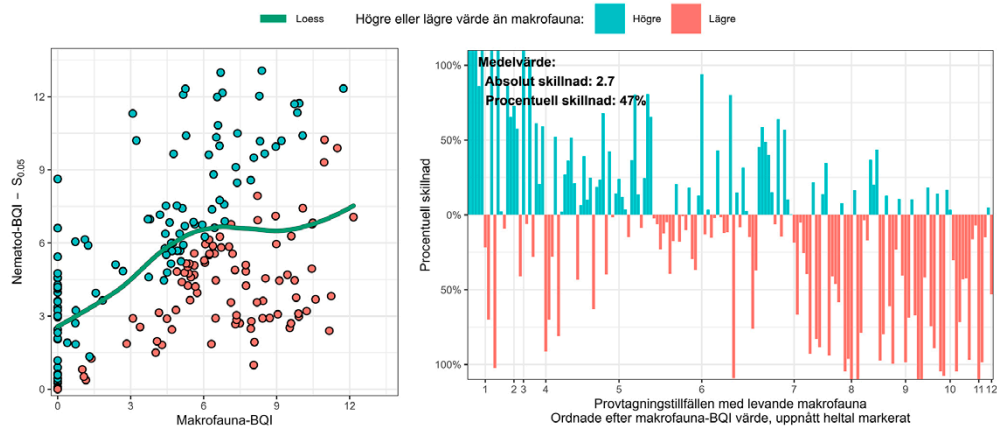 Loess
Högre eller lägre värde än makrofauna:
Högre
Lägre
Nematod-BQI − S0.05
12
9
6
3
0
0
3
6
9
12
Makrofauna-BQI
Medelvärde:
Absolut skillnad: 2.7
Procentuell skillnad: 47%
Procentuell skillnad
100%
50%
0%
50%
100%
1
2
3
4
5
6
7
8
9
10
11
12
Provtagningstillfällen med levande makrofauna
Ordnade efter makrofauna-BQI värde, uppnått heltal markerat